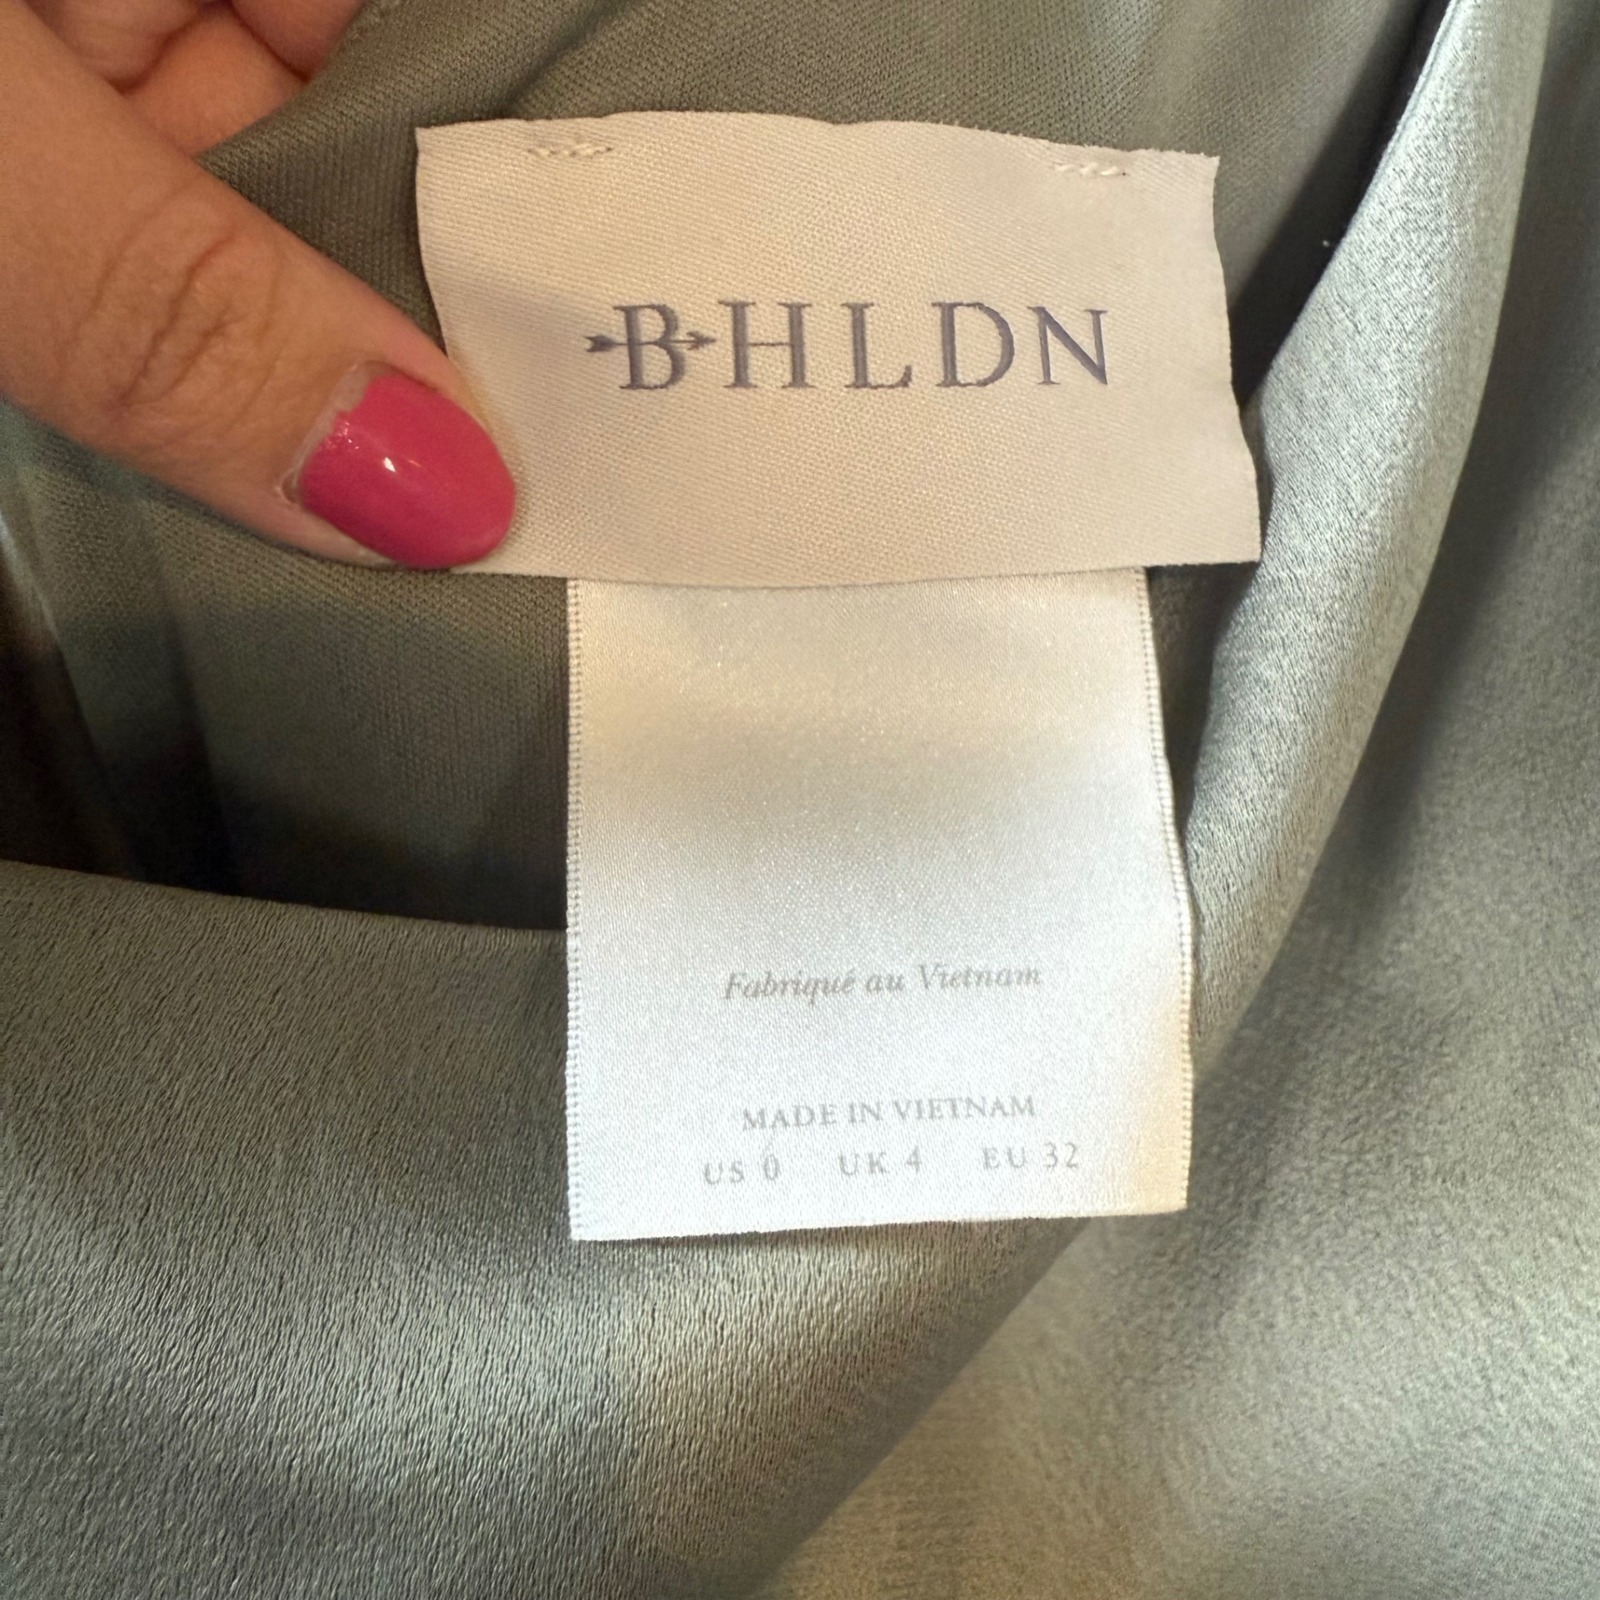 BHLDN
Fabriqué au Vietnam
MADE IN VIETNAM
US 0 UK 4 EU 32